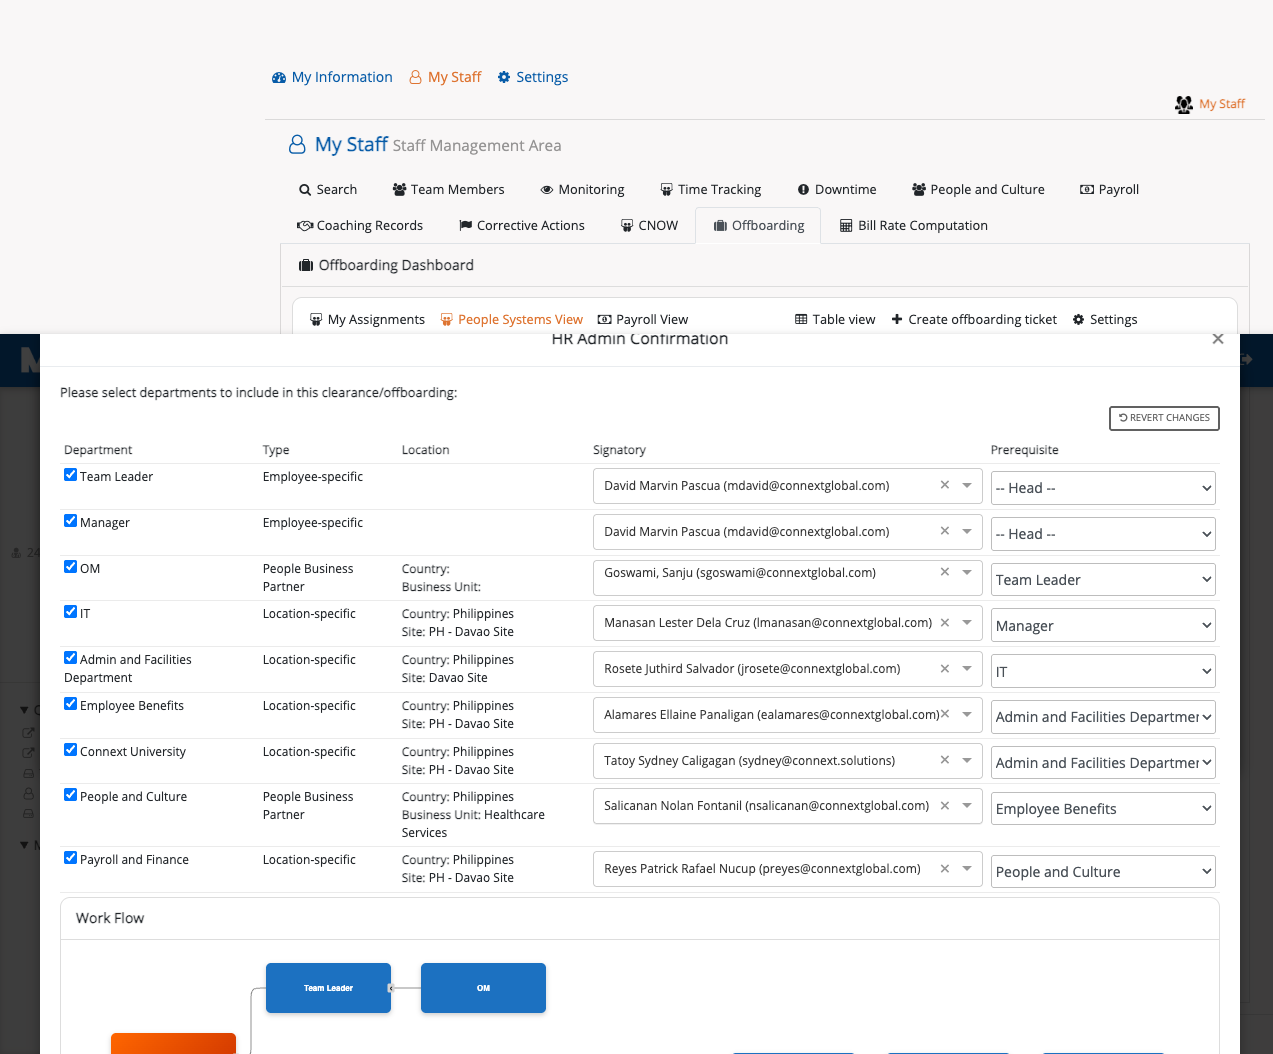 My Information My Staff Settings
My Staff
My Staff Staff Management Area
Search Team Members Monitoring Time Tracking Downtime People and Culture Payroll
Coaching Records Corrective Actions CNOW Offboarding Bill Rate Computation
Offboarding Dashboard
My Assignments People Systems View Payroll View Table view Create offboarding ticket Settings
HR Admin Confirmation
Please select departments to include in this clearance/offboarding:
REVERT CHANGES
Department Type Location Signatory Prerequisite
Team Leader Employee-specific David Marvin Pascua (mdavid@connextglobal.com) -- Head --
Manager Employee-specific David Marvin Pascua (mdavid@connextglobal.com) -- Head --
OM People Business Country: Goswami, Sanju (sgoswami@connextglobal.com) Team Leader
Partner Business Unit:
IT Location-specific Country: Philippines Manasan Lester Dela Cruz (lmanasan@connextglobal.com) Manager
Site: PH - Davao Site
Admin and Facilities Location-specific Country: Philippines Rosete Juthird Salvador (jrosete@connextglobal.com) IT
Department Site: Davao Site
Employee Benefits Location-specific Country: Philippines Alamares Ellaine Panaligan (ealamares@connextglobal.com) Admin and Facilities Departmer
Site: PH - Davao Site
Connext University Location-specific Country: Philippines Tatoy Sydney Caligagan (sydney@connext.solutions) Admin and Facilities Departmer
Site: PH - Davao Site
People and Culture People Business Country: Philippines Salicanan Nolan Fontanil (nsalicanan@connextglobal.com) Employee Benefits
Partner Business Unit: Healthcare
Services
Payroll and Finance Location-specific Country: Philippines Reyes Patrick Rafael Nucup (preyes@connextglobal.com) People and Culture
Site: PH - Davao Site
Work Flow
Team Leader OM